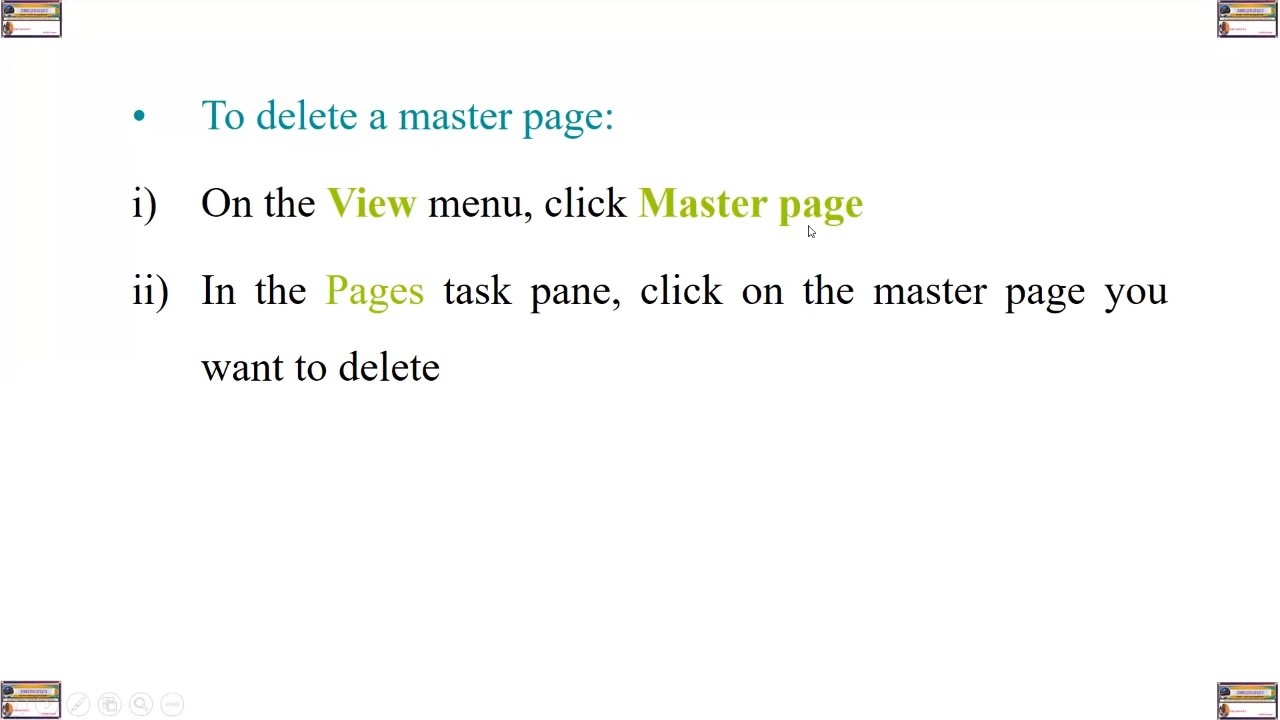 • To delete a master page:
i) On the View menu, click Master page
ii) In the Pages task pane, click on the master page you
want to delete